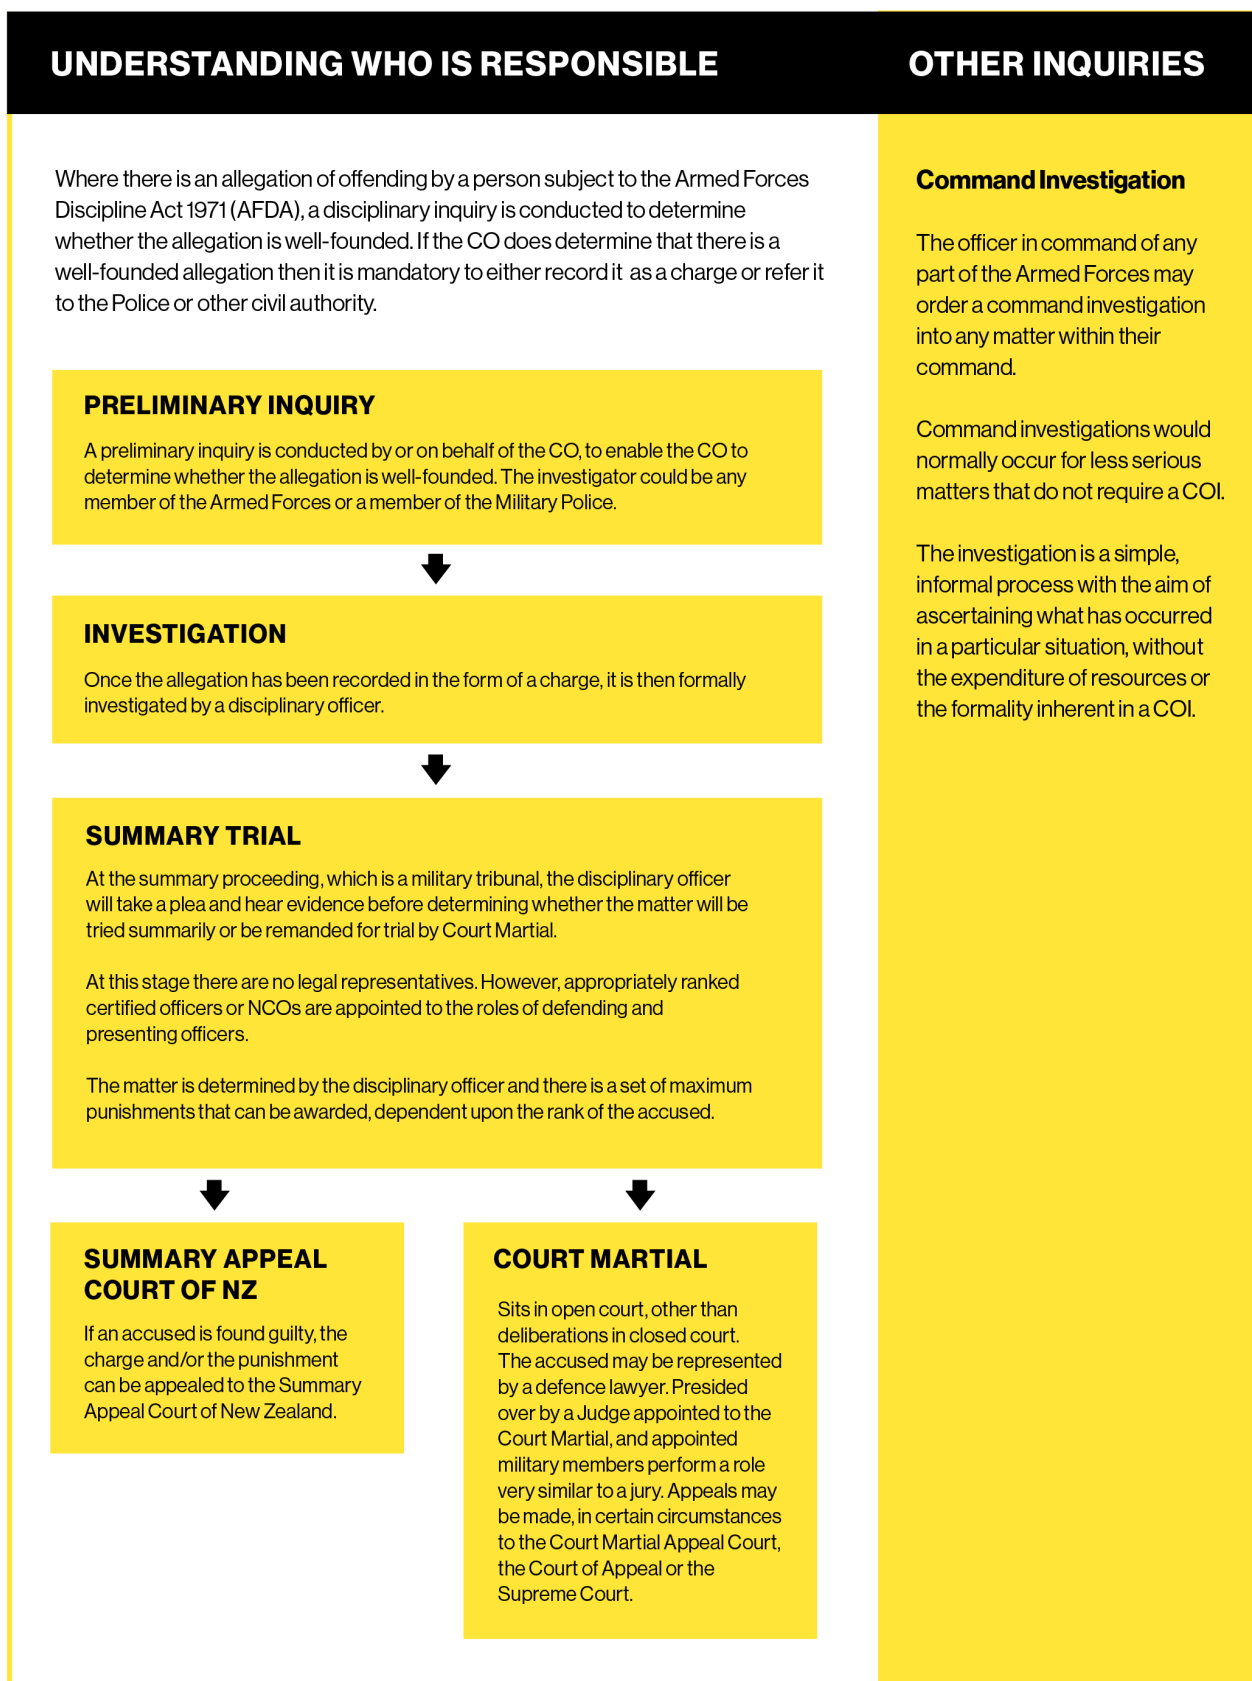 UNDERSTANDING WHO IS RESPONSIBLE
Where there is an allegation of offending by a person subject to the Armed Forces
Discipline Act 1971 (AFDA), a disciplinary inquiry is conducted to determine
whether the allegation is well-founded. If the CO does determine that there is a
well-founded allegation then it is mandatory to either record it as a charge or refer it
to the Police or other civil authority.
PRELIMINARY INQUIRY
A preliminary inquiry is conducted by or on behalf of the CO, to enable the CO to
determine whether the allegation is well-founded. The investigator could be any
member of the Armed Forces or a member of the Military Police.
INVESTIGATION
Once the allegation has been recorded in the form of a charge, it is then formally
investigated by a disciplinary officer.
SUMMARY TRIAL
At the summary proceeding, which is a military tribunal, the disciplinary officer
will take a plea and hear evidence before determining whether the matter will be
tried summarily or be remanded for trial by Court Martial.
At this stage there are no legal representatives. However, appropriately ranked
certified officers or NCOs are appointed to the roles of defending and
presenting officers.
The matter is determined by the disciplinary officer and there is a set of maximum
punishments that can be awarded, dependent upon the rank of the accused.
SUMMARY APPEAL
COURT OF NZ
If an accused is found guilty, the
charge and/or the punishment
can be appealed to the Summary
Appeal Court of New Zealand.
COURT MARTIAL
Sits in open court, other than
deliberations in closed court.
The accused may be represented
by a defence lawyer. Presided
over by a Judge appointed to the
Court Martial, and appointed
military members perform a role
very similar to a jury. Appeals may
be made, in certain circumstances
to the Court Martial Appeal Court,
the Court of Appeal or the
Supreme Court.
OTHER INQUIRIES
Command Investigation
The officer in command of any
part of the Armed Forces may
order a command investigation
into any matter within their
command.
Command investigations would
normally occur for less serious
matters that do not require a COI.
The investigation is a simple,
informal process with the aim of
ascertaining what has occurred
in a particular situation, without
the expenditure of resources or
the formality inherent in a COI.